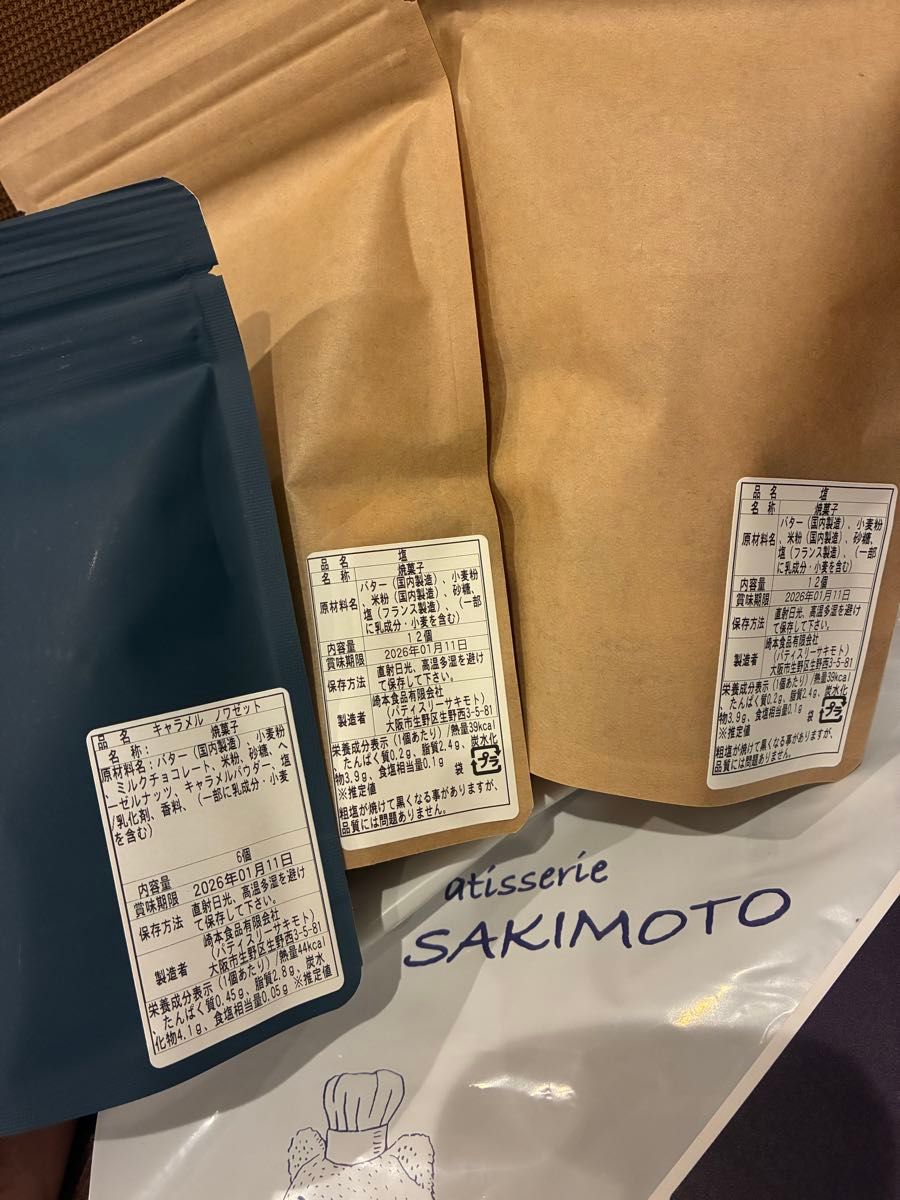 品 名 キャラメル ノワゼット
名 称: 焼菓子
原材料名:バター(国内製造)、小麦粉
ミルクチョコレート、米粉、砂糖、ヘ
ーゼルナッツ、キャラメルパウダー、塩
/乳化剤、香料、(一部に乳成分・小麦
を含む)
内容量 6個
賞味期限 2026年01月11日
保存方法 直射日光、高温多湿を避け
て保存して下さい。
製造者 崎本食品有限会社
(パティスリーサキモト)
大阪市生野区生野西3-5-81
栄養成分表示(1個あたり)/熱量44kcal
、たんぱく質0.45g、脂質2.8g、炭水
化物4.1g、食塩相当量0.05g ※推定値
品 名 塩
名 称 焼菓子
原材料名 バター(国内製造)、小麦粉
、米粉(国内製造)、砂糖、
塩(フランス製造)、(一部
に乳成分・小麦を含む)
内容量 12個
賞味期限 2026年01月11日
保存方法 直射日光、高温多湿を避け
て保存して下さい。
製造者 崎本食品有限会社
(パティスリーサキモト)
大阪市生野区生野西3-5-81
栄養成分表示(1個あたり)/熱量39kcal
、たんぱく質0.2g、脂質2.4g、炭水化
物3.9g、食塩相当量0.1g 袋 プラ
※推定値
粗塩が焼けて黒くなる事がありますが、
品質には問題ありません。
品 名 塩
名 称 焼菓子
原材料名 バター(国内製造)、小麦粉
、米粉(国内製造)、砂糖、
塩(フランス製造)、(一部
に乳成分・小麦を含む)
内容量 12個
賞味期限 2026年01月11日
保存方法 直射日光、高温多湿を避け
て保存して下さい。
製造者 崎本食品有限会社
(パティスリーサキモト)
大阪市生野区生野西3-5-81
栄養成分表示(1個あたり)/熱量39kcal
、たんぱく質0.2g、脂質2.4g、炭水化
物3.9g、食塩相当量0.1g 袋 プラ
※推定値
粗塩が焼けて黒くなる事がありますが、
品質には問題ありません。
atisserie
SAKIMOTO